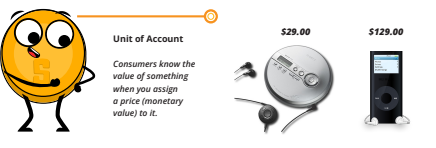 $29.00
$129.00
Unit of Account
Consumers know the
value of something
when you assign
a price (monetary
value) to it.
S